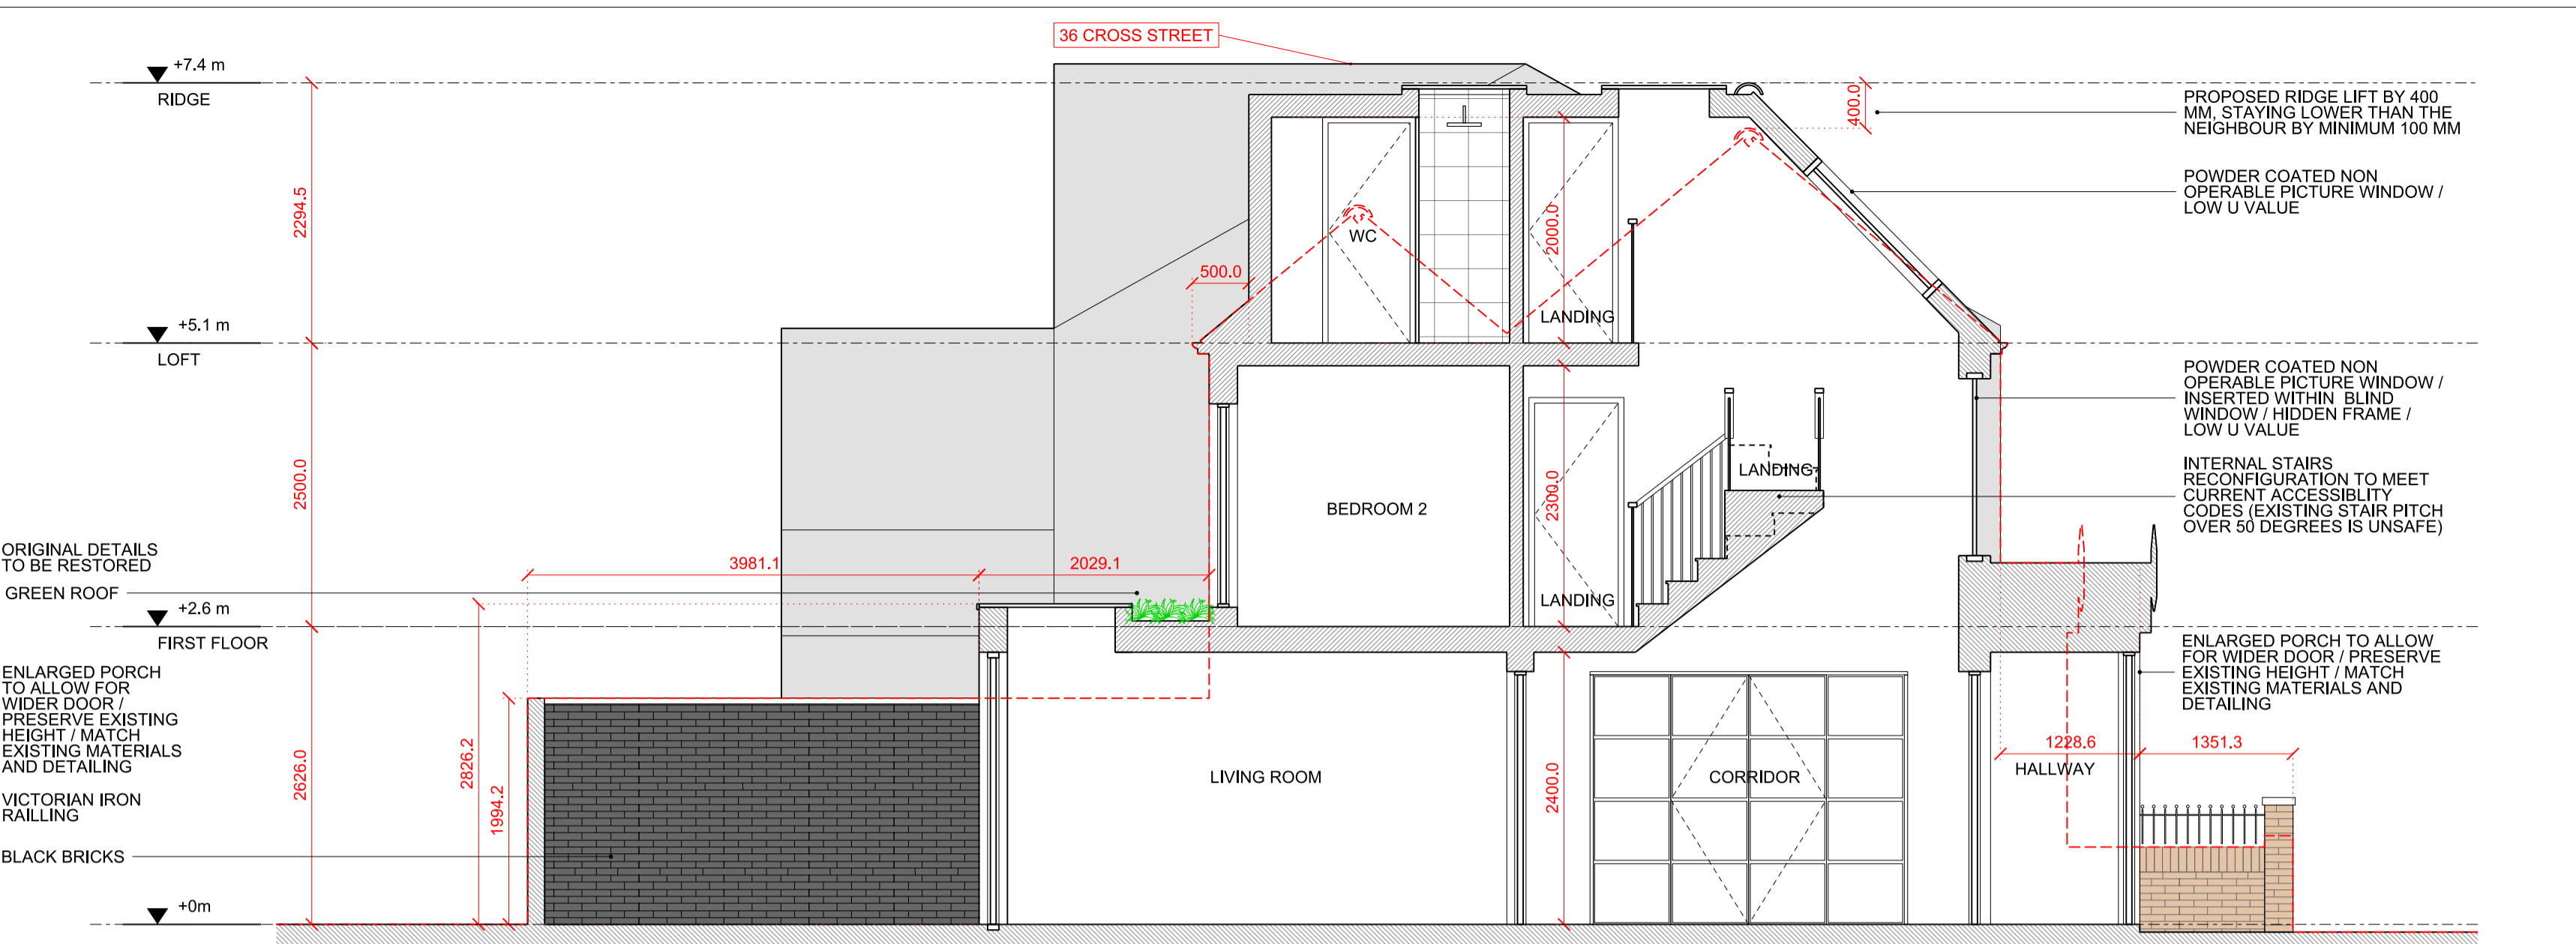 36 CROSS STREET
+7.4 m
RIDGE
400.0
PROPOSED RIDGE LIFT BY 400
MM, STAYING LOWER THAN THE
NEIGHBOUR BY MINIMUM 100 MM
POWDER COATED NON
OPERABLE PICTURE WINDOW /
LOW U VALUE
2294.5
2000.0
WC
500.0
LANDING
+5.1 m
LOFT
POWDER COATED NON
OPERABLE PICTURE WINDOW /
INSERTED WITHIN BLIND
WINDOW / HIDDEN FRAME /
LOW U VALUE
INTERNAL STAIRS
RECONFIGURATION TO MEET
CURRENT ACCESSIBLITY
CODES (EXISTING STAIR PITCH
OVER 50 DEGREES IS UNSAFE)
2500.0
BEDROOM 2
2300.0
LANDING
LANDING
ORIGINAL DETAILS
TO BE RESTORED
GREEN ROOF
3981.1
2029.1
+2.6 m
FIRST FLOOR
ENLARGED PORCH
TO ALLOW FOR
WIDER DOOR /
PRESERVE EXISTING
HEIGHT / MATCH
EXISTING MATERIALS
AND DETAILING
ENLARGED PORCH TO ALLOW
FOR WIDER DOOR / PRESERVE
EXISTING HEIGHT / MATCH
EXISTING MATERIALS AND
DETAILING
2626.0
2826.2
1994.2
LIVING ROOM
2400.0
CORRIDOR
1228.6
1351.3
HALLWAY
VICTORIAN IRON
RAILLING
BLACK BRICKS
+0m